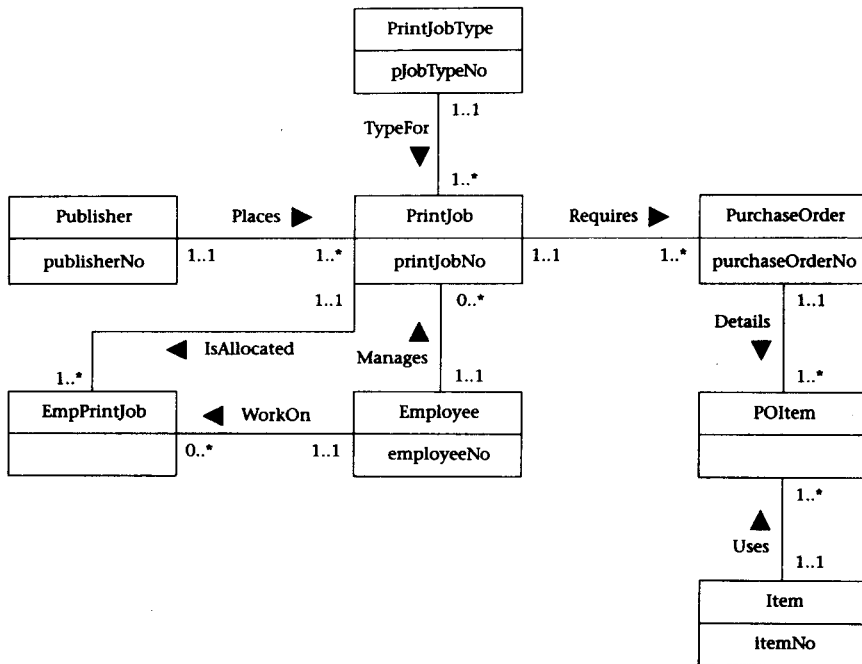 PrintJobType
pJobTypeNo
1..1
TypeFor
1..*
Publisher
Places
PrintJob
Requires
PurchaseOrder
publisherNo
1..1
1..*
printJobNo
1..1
1..*
purchaseOrderNo
1..1
0..*
1..1
Details
IsAllocated
Manages
1..*
1..1
1..*
EmpPrintJob
WorkOn
Employee
POItem
0..*
1..1
employeeNo
1..*
Uses
1..1
Item
itemNo